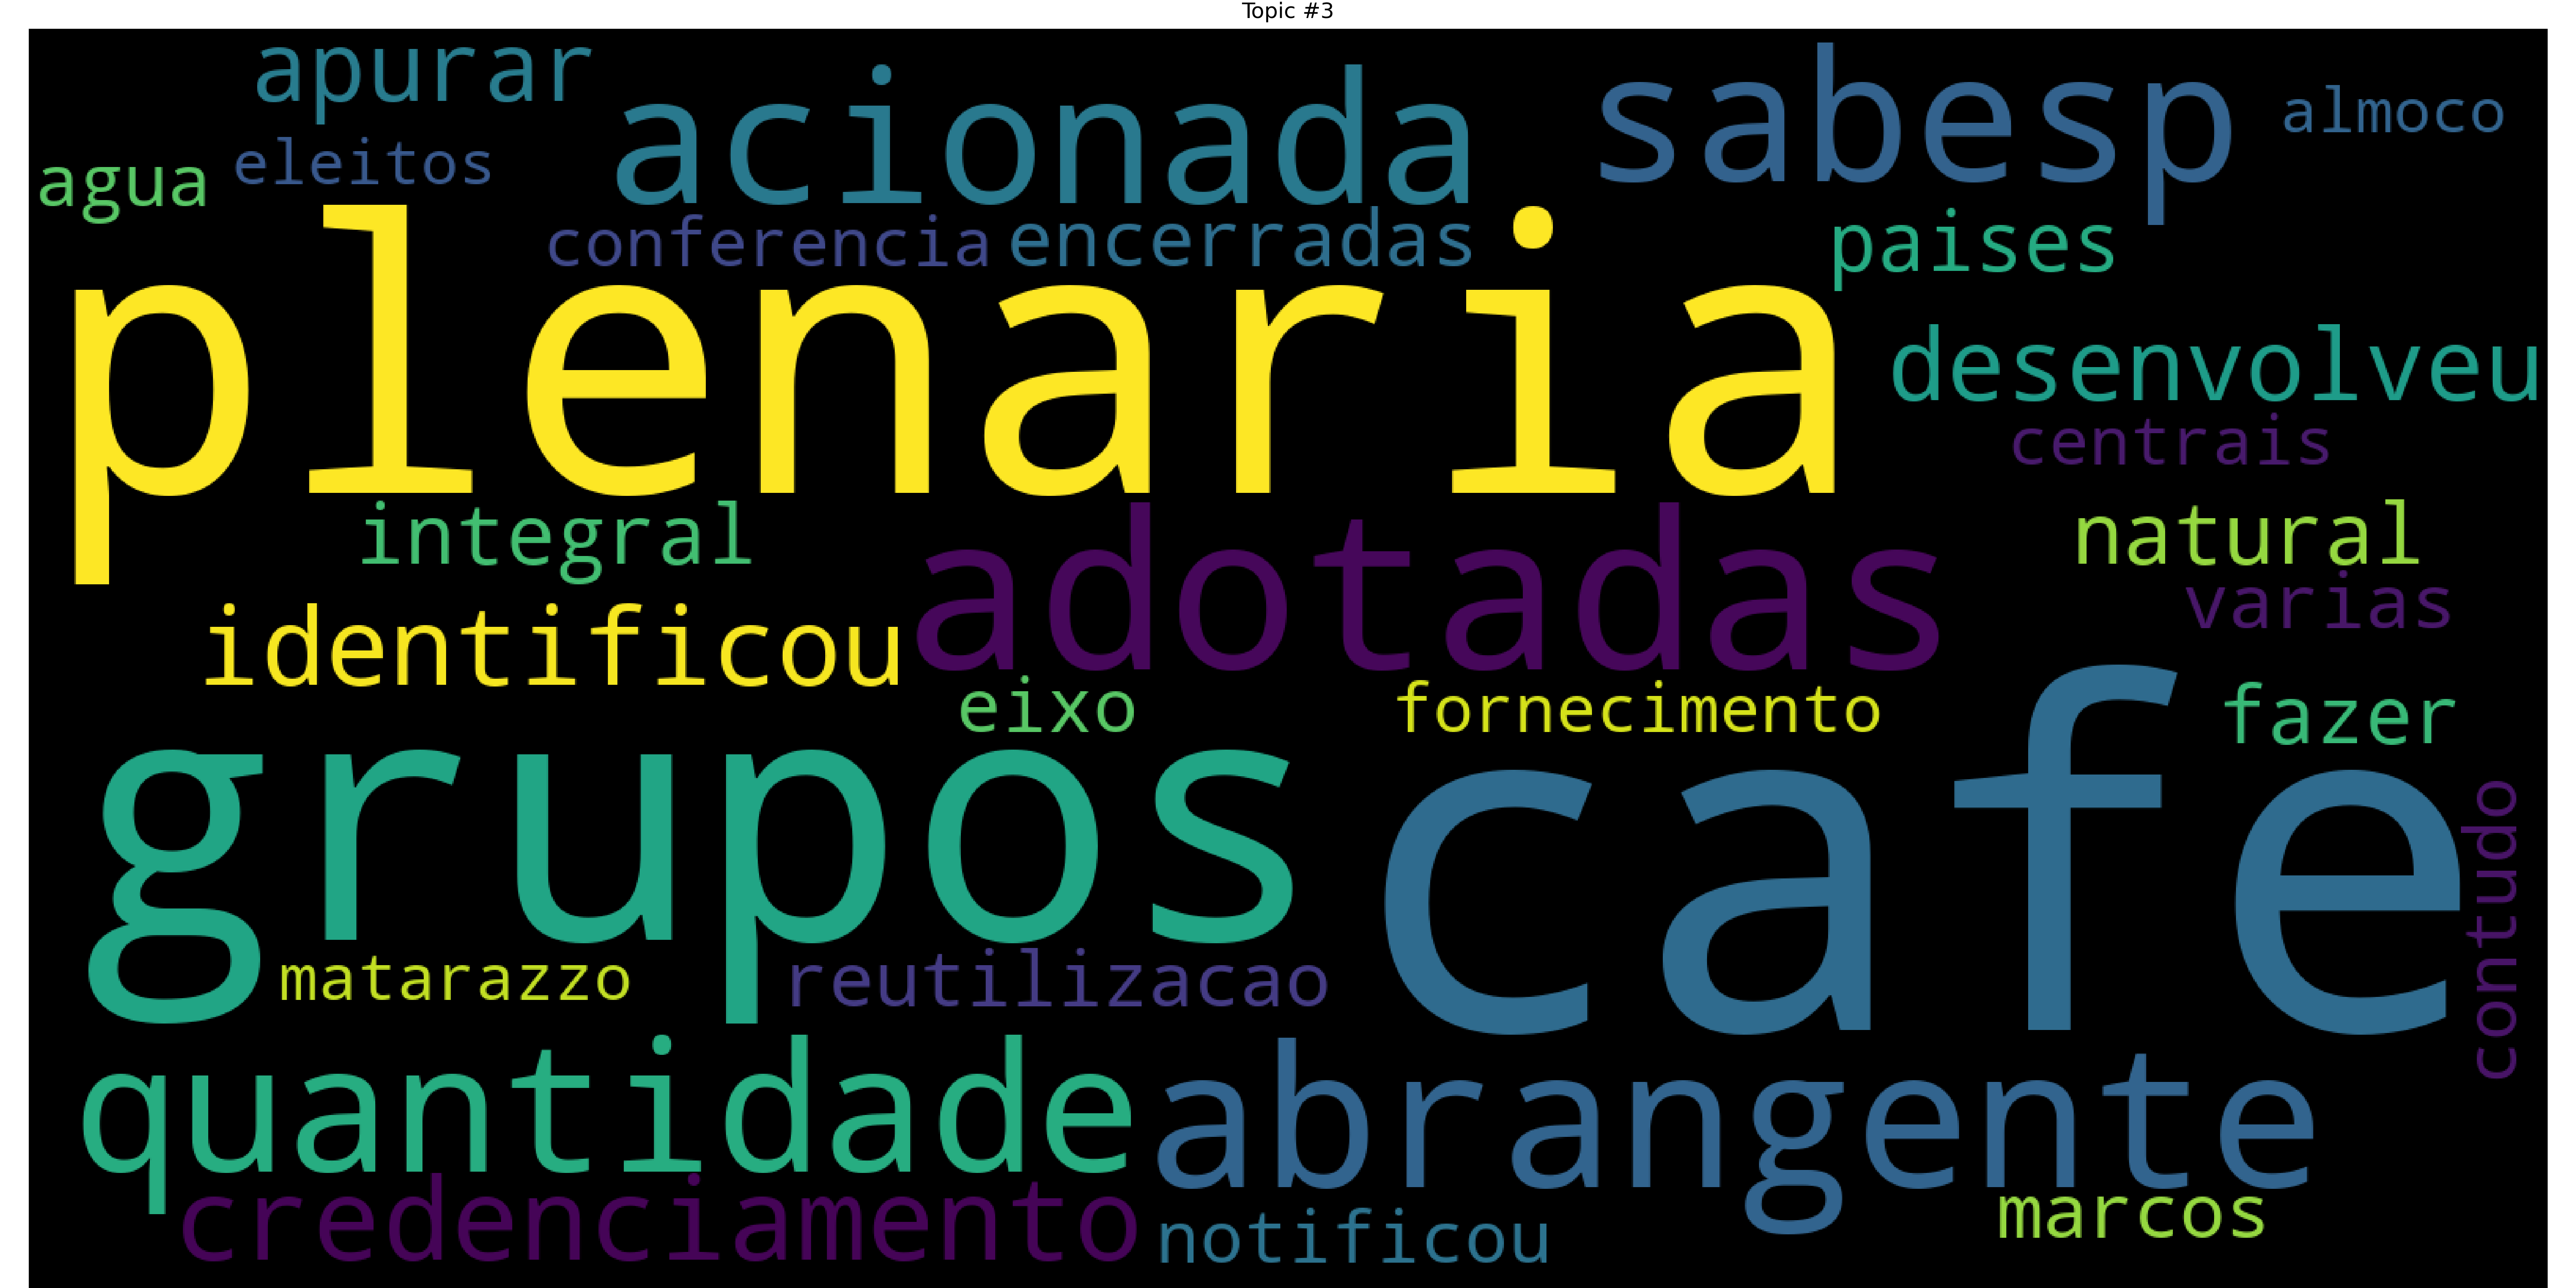 Topic #3
apurar
acionada
sabesp
almoco
agua
eleitos
conferencia
encerradas
paises
plenaria
desenvolveu
centrais
integral
adotadas
natural
varias
identificou
eixo
fornecimento
fazer
grupos
cafe
contudo
matarazzo
reutilizacao
quantidade
abrangente
credenciamento
notificou
marcos